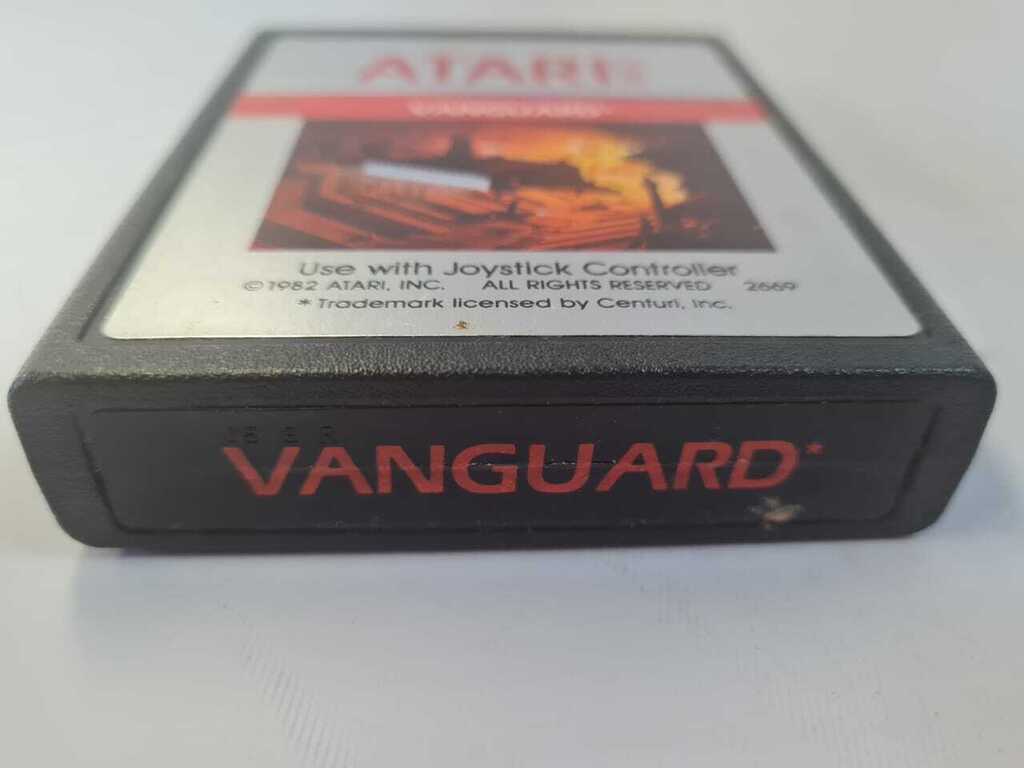 ATARI
VANGUARD*
Use with Joystick Controller
©1982 ATARI, INC. ALL RIGHTS RESERVED 2669
* Trademark licensed by Centuri, Inc.
VANGUARD*